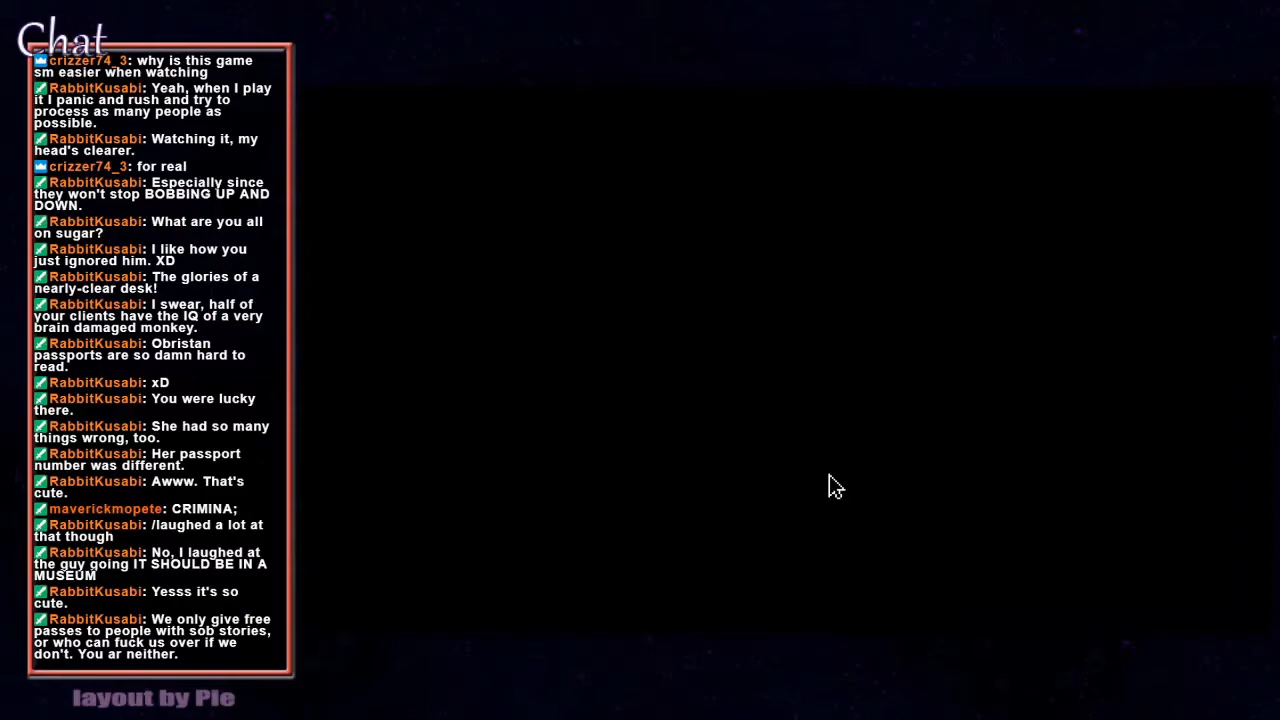 Chat
crizzer74_3: why is this game
sm easier when watching
RabbitKusabi: Yeah, when I play
it I panic and rush and try to
process as many people as
possible.
RabbitKusabi: Watching it, my
head's clearer.
crizzer74_3: for real
RabbitKusabi: Especially since
they won't stop BOBBING UP AND
DOWN.
RabbitKusabi: What are you all
on sugar?
RabbitKusabi: I like how you
just ignored him. XD
RabbitKusabi: The glories of a
nearly-clear desk!
RabbitKusabi: I swear, half of
your clients have the IQ of a very
brain damaged monkey.
RabbitKusabi: Obristan
passports are so damn hard to
read.
RabbitKusabi: xD
RabbitKusabi: You were lucky
there.
RabbitKusabi: She had so many
things wrong, too.
RabbitKusabi: Her passport
number was different.
RabbitKusabi: Awww. That's
cute.
maverickmopete: CRIMINA;
RabbitKusabi: /laughed a lot at
that though
RabbitKusabi: No, I laughed at
the guy going IT SHOULD BE IN A
MUSEUM
RabbitKusabi: Yesss it's so
cute.
RabbitKusabi: We only give free
passes to people with sob stories,
or who can fuck us over if we
don't. You ar neither.
layout by Pie